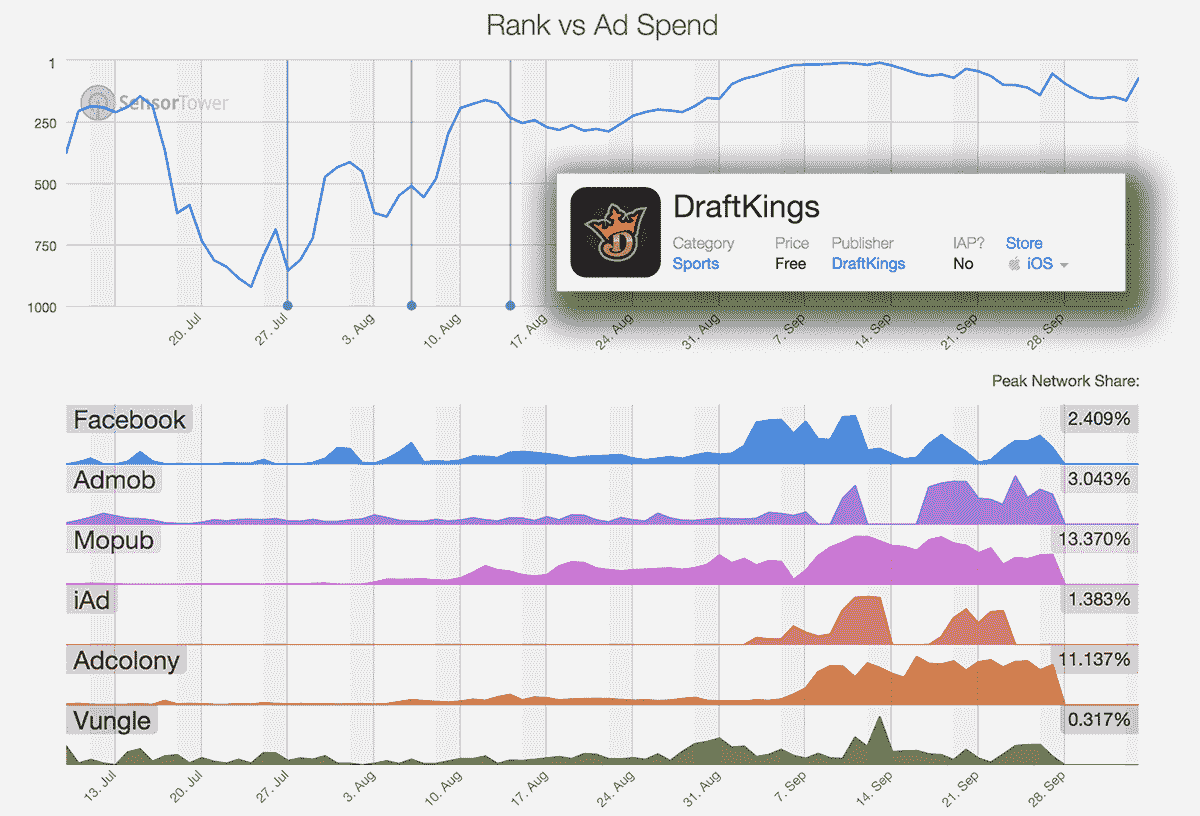 Rank vs Ad Spend
1
250
500
750
1000
SensorTower
DraftKings
Category Price Publisher IAP? Store
Sports Free DraftKings No iOS
D
20. Jul 27. Jul 3. Aug 10. Aug 17. Aug 24. Aug 31. Aug 7. Sep 14. Sep 21. Sep 28. Sep
Peak Network Share:
Facebook 2.409%
Admob 3.043%
Mopub 13.370%
iAd 1.383%
Adcolony 11.137%
Vungle 0.317%
13. Jul 20. Jul 27. Jul 3. Aug 10. Aug 17. Aug 24. Aug 31. Aug 7. Sep 14. Sep 21. Sep 28. Sep